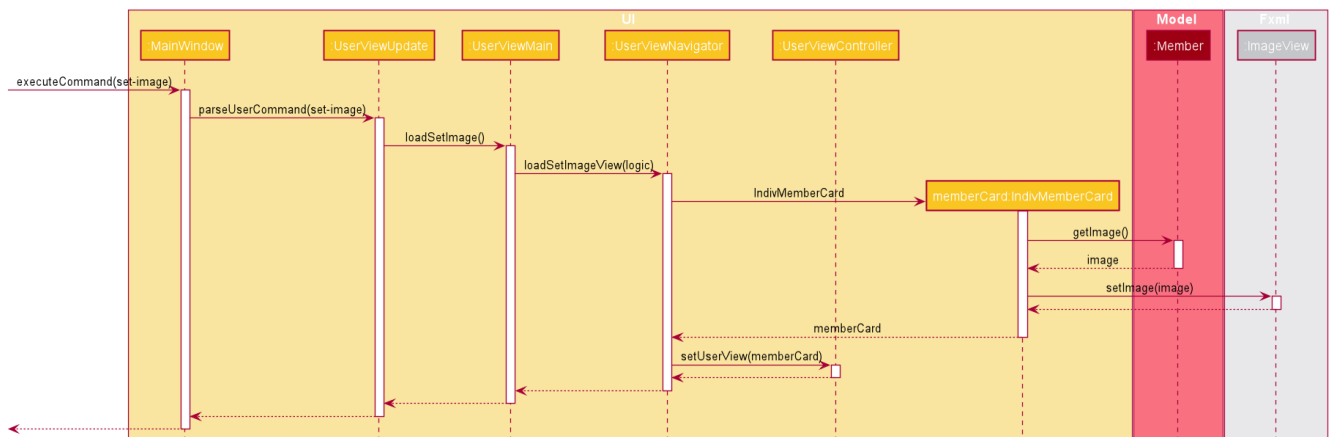 UI
Model
Fxml
:MainWindow
:UserViewUpdate
:UserViewMain
:UserViewNavigator
:UserViewController
:Member
:ImageView
executeCommand(set-image)
parseUserCommand(set-image)
loadSetImage()
loadSetImageView(logic)
IndivMemberCard
memberCard:IndivMemberCard
getImage()
image
setImage(image)
memberCard
setUserView(memberCard)